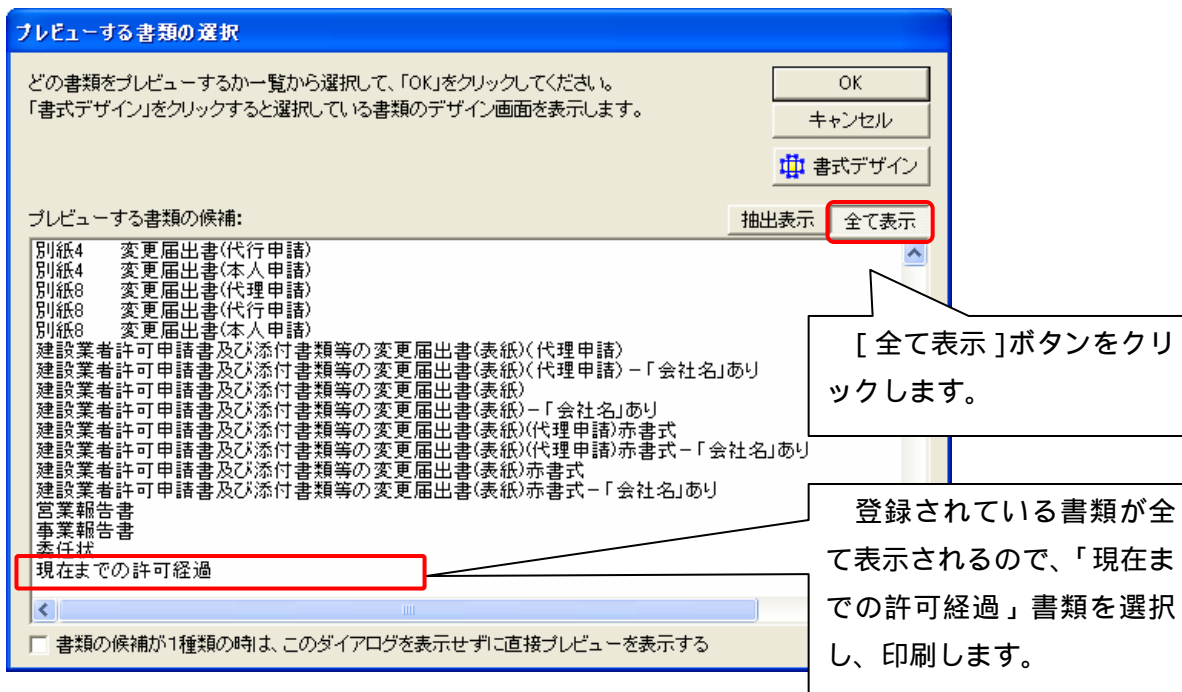 プレビューする書類の選択
どの書類をプレビューするか一覧から選択して、「OK」をクリックしてください。
「書式デザイン」をクリックすると選択している書類のデザイン画面を表示します。
OK
キャンセル
書式デザイン
プレビューする書類の候補:
抽出表示
全て表示
別紙4 変更届出書(代行申請)
別紙4 変更届出書(本人申請)
別紙8 変更届出書(代理申請)
別紙8 変更届出書(代行申請)
別紙8 変更届出書(本人申請)
建設業者許可申請書及び添付書類等の変更届出書(表紙)(代理申請)
建設業者許可申請書及び添付書類等の変更届出書(表紙)(代理申請)-「会社名」あり
建設業者許可申請書及び添付書類等の変更届出書(表紙)
建設業者許可申請書及び添付書類等の変更届出書(表紙)-「会社名」あり
建設業者許可申請書及び添付書類等の変更届出書(表紙)(代理申請)赤書式
建設業者許可申請書及び添付書類等の変更届出書(表紙)(代理申請)赤書式-「会社名」あり
建設業者許可申請書及び添付書類等の変更届出書(表紙)赤書式
建設業者許可申請書及び添付書類等の変更届出書(表紙)赤書式-「会社名」あり
営業報告書
事業報告書
委任状
現在までの許可経過
書類の候補が1種類の時は、このダイアログを表示せずに直接プレビューを表示する
[ 全て表示 ]ボタンをクリ
ックします。
登録されている書類が全
て表示されるので、「現在ま
での許可経過」書類を選択
し、印刷します。